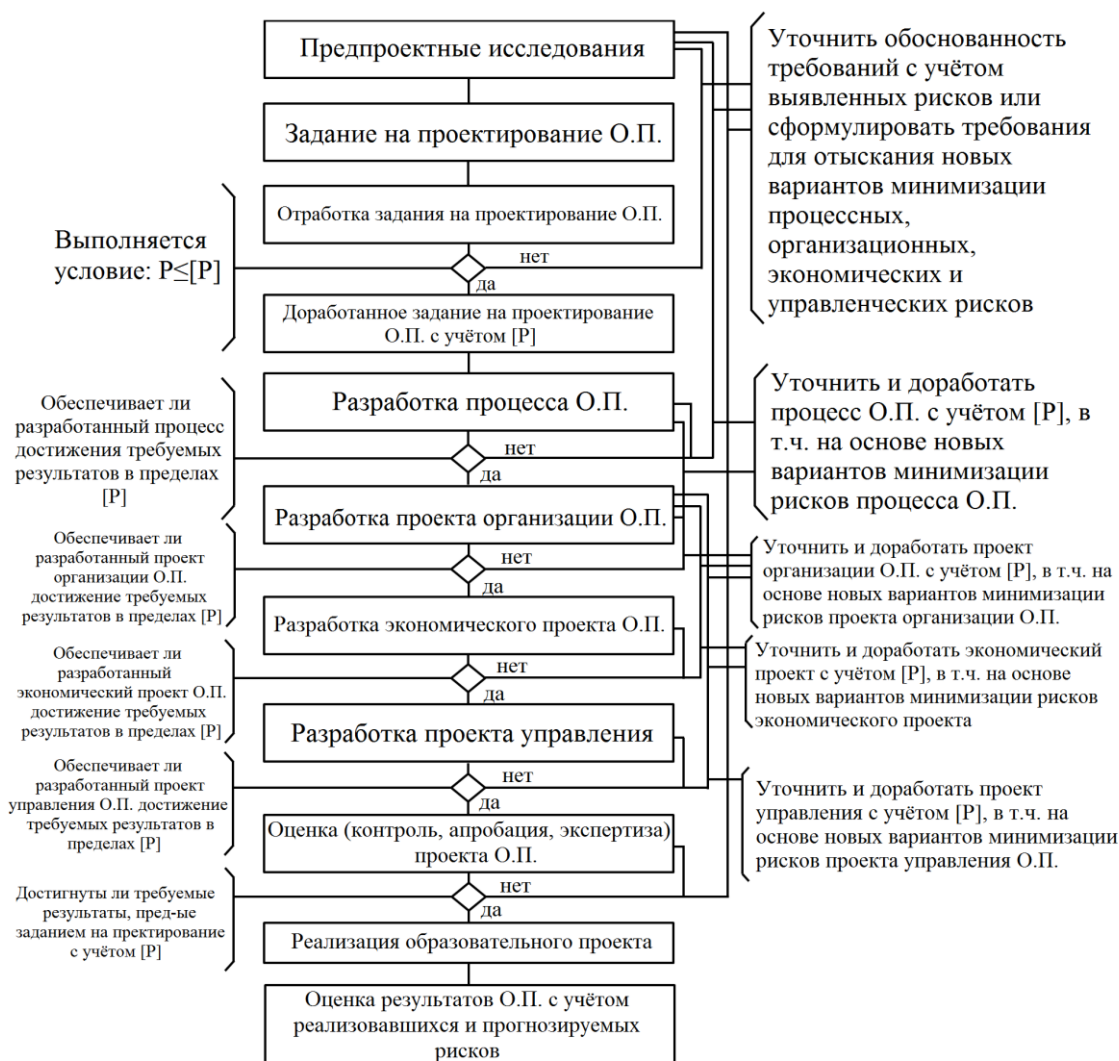 Предпроектные исследования
Задание на проектирование О.П.
Отработка задания на проектирование О.П.
нет
да
Доработанное задание на проектирование
О.П. с учётом [Р]
Разработка процесса О.П.
нет
да
Разработка проекта организации О.П.
нет
да
Разработка экономического проекта О.П.
нет
да
Разработка проекта управления
нет
да
Оценка (контроль, апробация, экспертиза)
проекта О.П.
нет
да
Реализация образовательного проекта
Оценка результатов О.П. с учётом
реализовавшихся и прогнозируемых
рисков
Выполняется
условие: Р≤[Р]
Обеспечивает ли
разработанный процесс
достижения требуемых
результатов в пределах
[Р]
Обеспечивает ли
разработанный проект
организации О.П.
достижение требуемых
результатов в пределах [Р]
Обеспечивает ли
разработанный
экономический проект О.П.
достижение требуемых
результатов в пределах [Р]
Обеспечивает ли
разработанный проект
управления О.П. достижение
требуемых результатов в
пределах [Р]
Достигнуты ли требуемые
результаты, пред-ые
заданием на пректирование
с учётом [Р]
Уточнить обоснованность
требований с учётом
выявленных рисков или
сформулировать требования
для отыскания новых
вариантов минимизации
процессных,
организационных,
экономических и
управленческих рисков
Уточнить и доработать
процесс О.П. с учётом [Р], в
т.ч. на основе новых
вариантов минимизации
рисков процесса О.П.
Уточнить и доработать проект
организации О.П. с учётом [Р], в т.ч. на
основе новых вариантов минимизации
рисков проекта организации О.П.
Уточнить и доработать экономический
проект с учётом [Р], в т.ч. на основе
новых вариантов минимизации рисков
экономического проекта
Уточнить и доработать проект
управления с учётом [Р], в т.ч. на
основе новых вариантов минимизации
рисков проекта управления О.П.